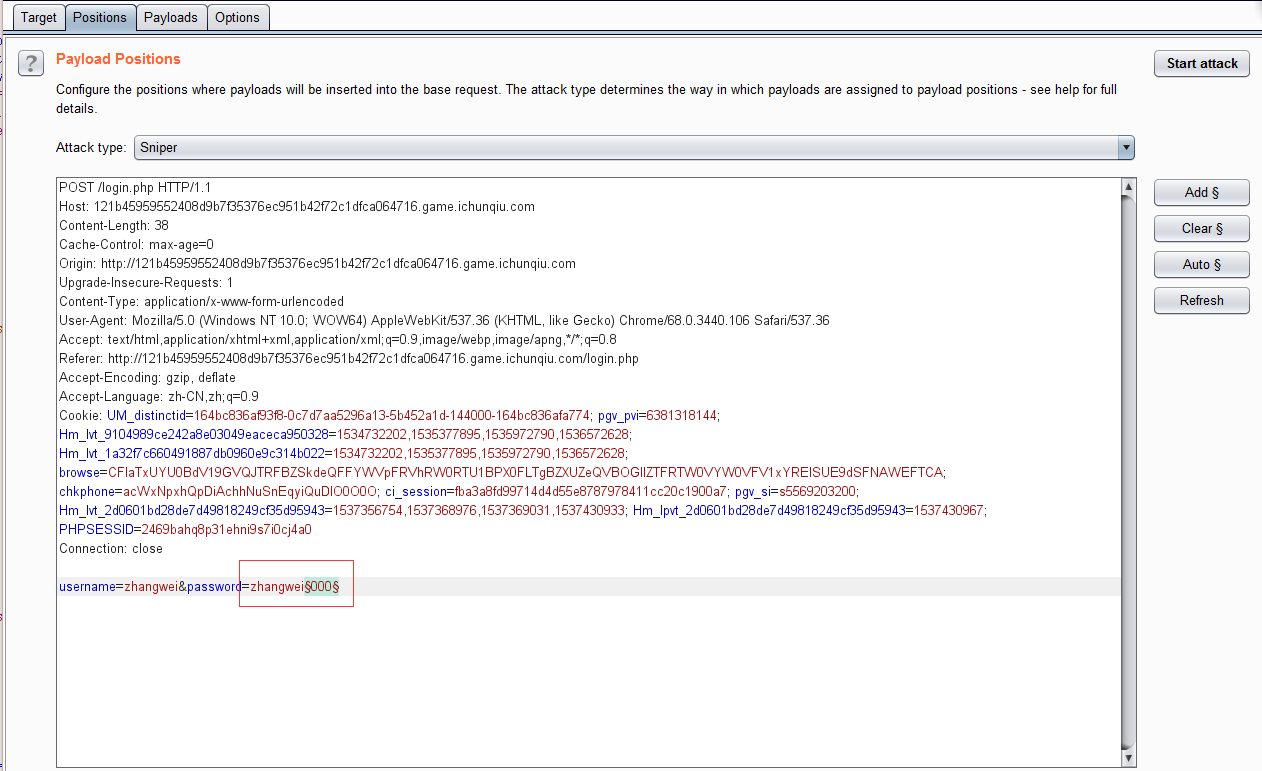 Target Positions Payloads Options
? Payload Positions Start attack
Configure the positions where payloads will be inserted into the base request. The attack type determines the way in which payloads are assigned to payload positions - see help for full
details.
Attack type: Sniper
POST /login.php HTTP/1.1
Host: 121b45959552408d9b7f35376ec951b42f72c1dfca064716.game.ichunqiu.com
Content-Length: 38
Cache-Control: max-age=0
Origin: http://121b45959552408d9b7f35376ec951b42f72c1dfca064716.game.ichunqiu.com
Upgrade-Insecure-Requests: 1
Content-Type: application/x-www-form-urlencoded
User-Agent: Mozilla/5.0 (Windows NT 10.0; WOW64) AppleWebKit/537.36 (KHTML, like Gecko) Chrome/68.0.3440.106 Safari/537.36
Accept: text/html,application/xhtml+xml,application/xml;q=0.9,image/webp,image/apng,*/*;q=0.8
Referer: http://121b45959552408d9b7f35376ec951b42f72c1dfca064716.game.ichunqiu.com/login.php
Accept-Encoding: gzip, deflate
Accept-Language: zh-CN,zh;q=0.9
Cookie: UM_distinctid=164bc836af93f8-0c7d7aa5296a13-5b452a1d-144000-164bc836afa774; pgv_pvi=6381318144;
Hm_lvt_9104989ce242a8e03049eaceca950328=1534732202,1535377895,1535972790,1536572628;
Hm_lvt_1a32f7c660491887db0960e9c314b022=1534732202,1535377895,1535972790,1536572628;
browse=CFlaTxUYU0BdV19GVQJTRFBZSkdeQFFYWVpFRVhRW0RTU1BPX0FLTgBZXUZeQVBOGllZTFRTW0VYW0VFV1xYREISUE9dSFNAWEFTCA;
chkphone=acWxNpxhQpDiAchhNuSnEqyiQuDIO0O0O; ci_session=fba3a8fd99714d4d55e8787978411cc20c1900a7; pgv_si=s5569203200;
Hm_lvt_2d0601bd28de7d49818249cf35d95943=1537356754,1537368976,1537369031,1537430933; Hm_lpvt_2d0601bd28de7d49818249cf35d95943=1537430967;
PHPSESSID=2469bahq8p31ehni9s7i0cj4a0
Connection: close
username=zhangwei&password=zhangwei§000§
Add §
Clear §
Auto §
Refresh